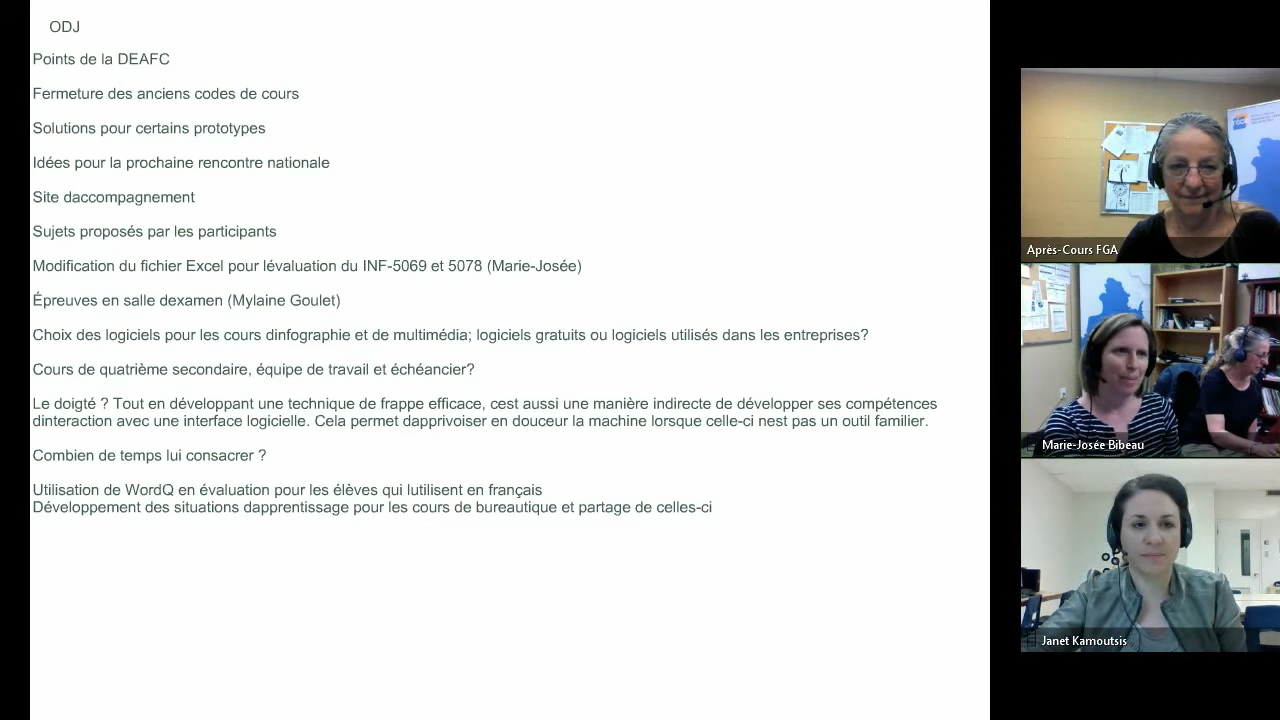 ODJ
Points de la DEAFC
Fermeture des anciens codes de cours
Solutions pour certains prototypes
Idées pour la prochaine rencontre nationale
Site daccompagnement
Sujets proposés par les participants
Modification du fichier Excel pour lévaluation du INF-5069 et 5078 (Marie-Josée)
Épreuves en salle dexamen (Mylaine Goulet)
Choix des logiciels pour les cours dinfographie et de multimédia; logiciels gratuits ou logiciels utilisés dans les entreprises?
Cours de quatrième secondaire, équipe de travail et échéancier?
Le doigté ? Tout en développant une technique de frappe efficace, cest aussi une manière indirecte de développer ses compétences
dinteraction avec une interface logicielle. Cela permet dapprivoiser en douceur la machine lorsque celle-ci nest pas un outil familier.
Combien de temps lui consacrer ?
Utilisation de WordQ en évaluation pour les élèves qui lutilisent en français
Développement des situations dapprentissage pour les cours de bureautique et partage de celles-ci
Après-Cours FGA
Marie-Josée Bibeau
Janet Kamoutsis